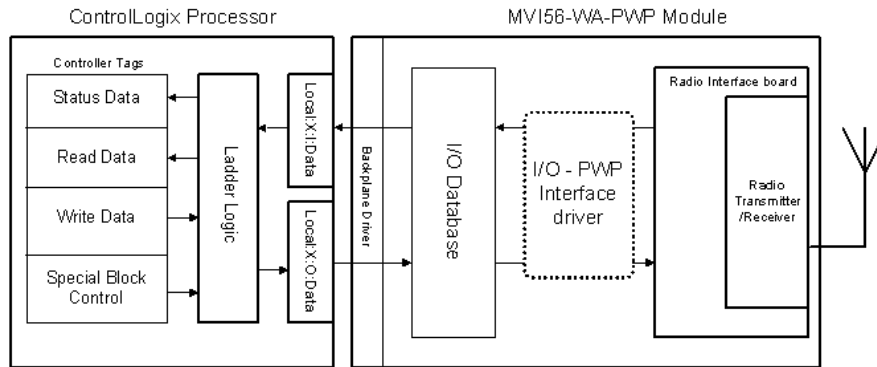 ControlLogix Processor
MVI56-WA-PWP Module
Controller Tags
Status Data
Read Data
Write Data
Special Block
Control
Ladder Logic
Local:X:I:Data
Local:X:O:Data
Backplane Driver
I/O Database
I/O - PWP
Interface
driver
Radio Interface board
Radio
Transmitter
/Receiver